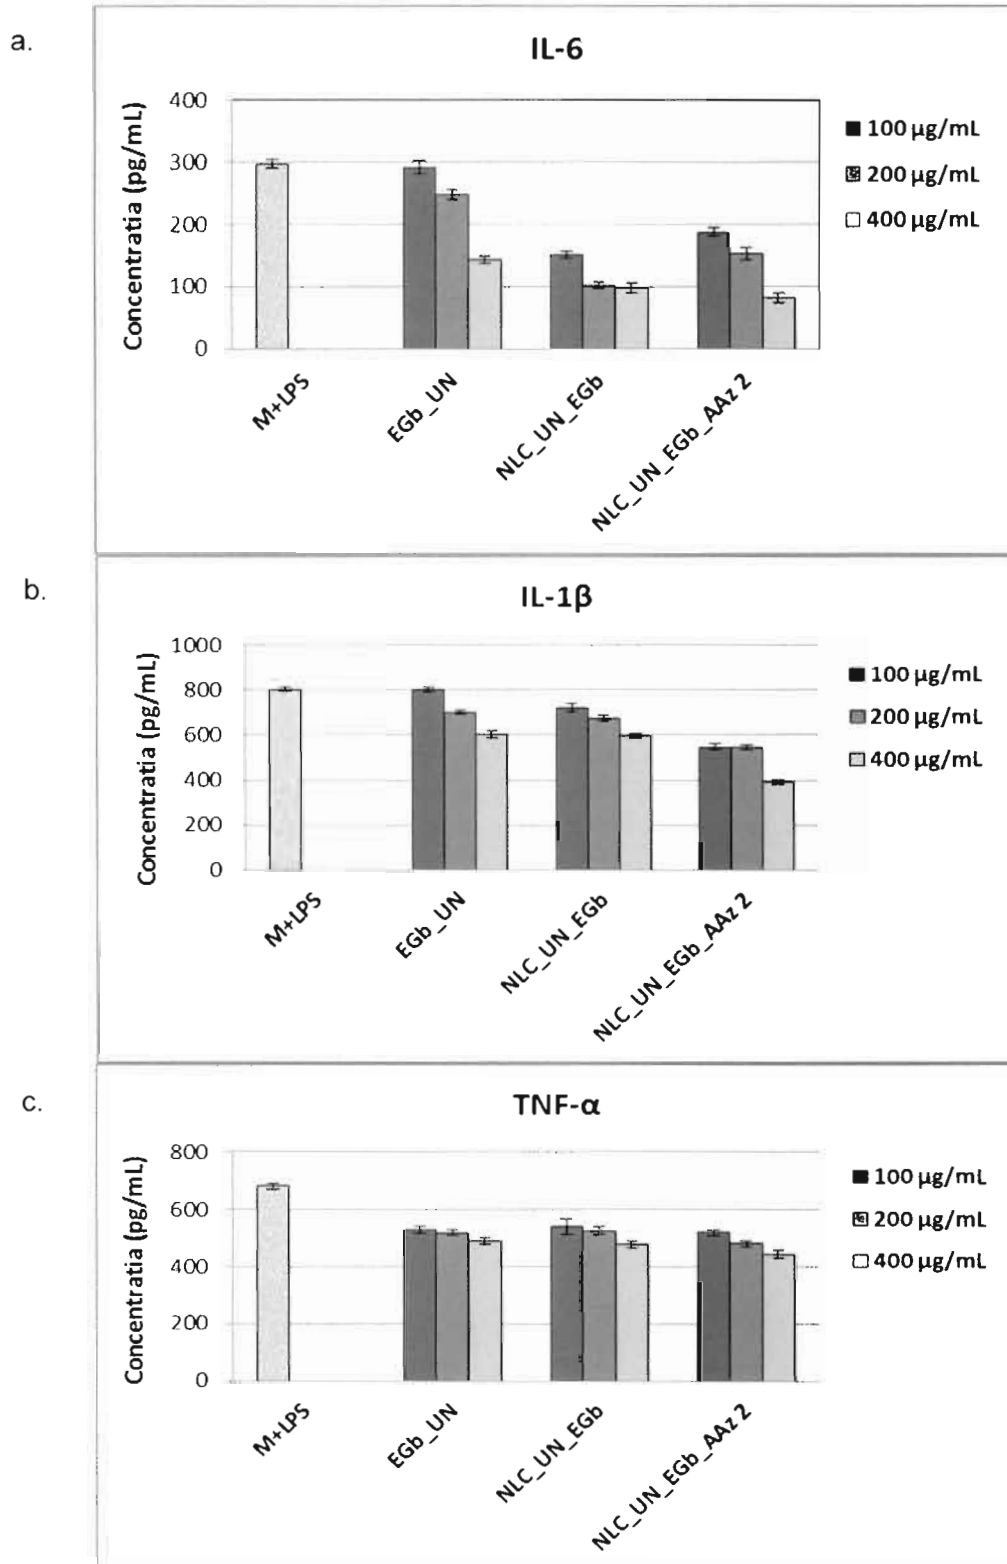 a.
IL-6
Concentratia (pg/mL)
400
300
200
100
0
100 µg/mL
200 µg/mL
400 µg/mL
M+LPS
EGb_UN
NLC_UN_EGb
NLC_UN_EGb_AAz 2
b.
IL-1β
Concentratia (pg/mL)
1000
800
600
400
200
0
100 µg/mL
200 µg/mL
400 µg/mL
M+LPS
EGb_UN
NLC_UN_EGb
NLC_UN_EGb_AAz 2
c.
TNF-α
Concentratia (pg/mL)
800
600
400
200
0
100 µg/mL
200 µg/mL
400 µg/mL
M+LPS
EGb_UN
NLC_UN_EGb
NLC_UN_EGb_AAz 2